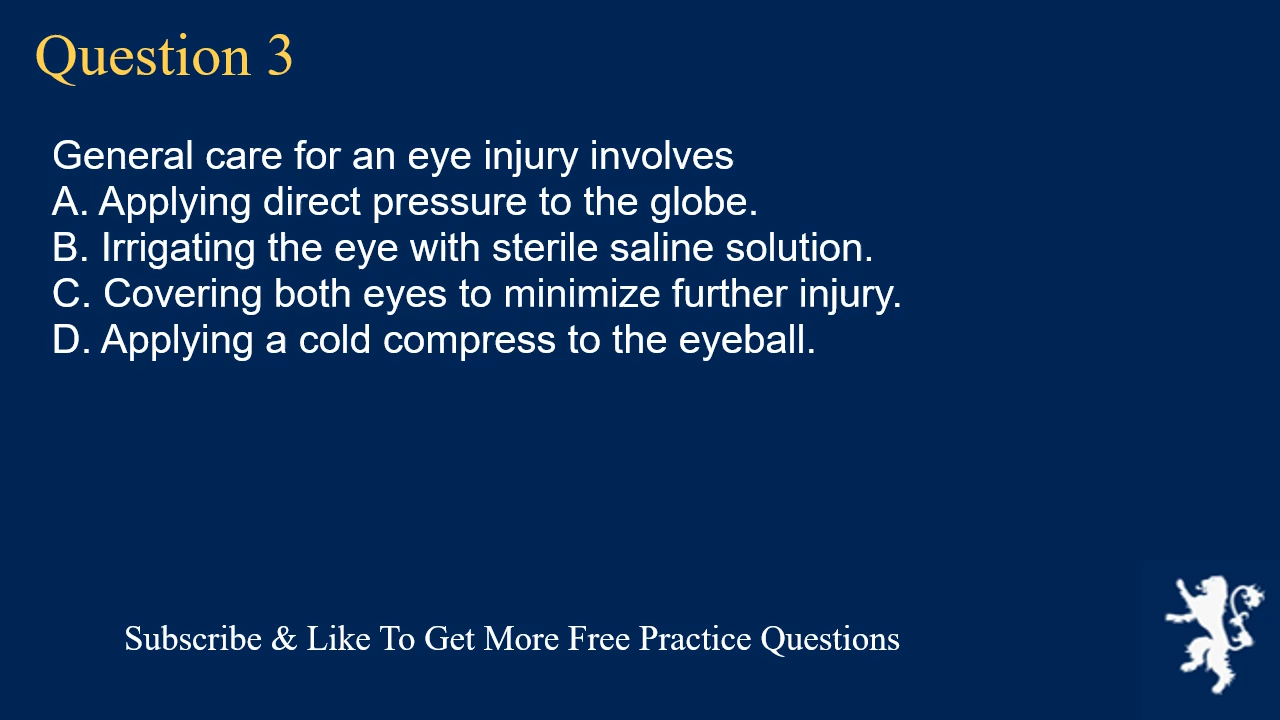 Question 3
General care for an eye injury involves
A. Applying direct pressure to the globe.
B. Irrigating the eye with sterile saline solution.
C. Covering both eyes to minimize further injury.
D. Applying a cold compress to the eyeball.
Subscribe & Like To Get More Free Practice Questions